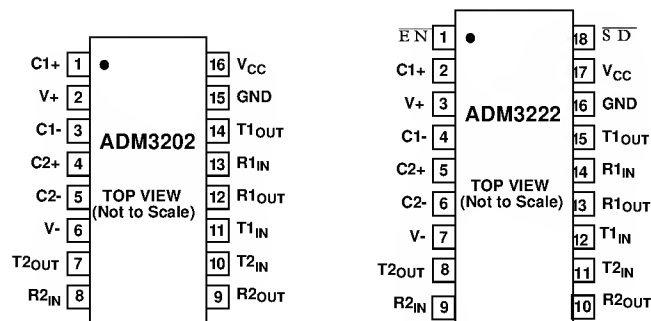 C1+ 1 16 VCC
V+ 2 15 GND
C1- 3 14 T1OUT
ADM3202
C2+ 4 13 R1IN
C2- 5 12 R1OUT
TOP VIEW
(Not to Scale)
V- 6 11 T1IN
T2OUT 7 10 T2IN
R2IN 8 9 R2OUT
EN 1 18 SD
C1+ 2 17 VCC
V+ 3 16 GND
ADM3222
C1- 4 15 T1OUT
C2+ 5 14 R1IN
TOP VIEW
(Not to Scale)
C2- 6 13 R1OUT
V- 7 12 T1IN
T2OUT 8 11 T2IN
R2IN 9 10 R2OUT